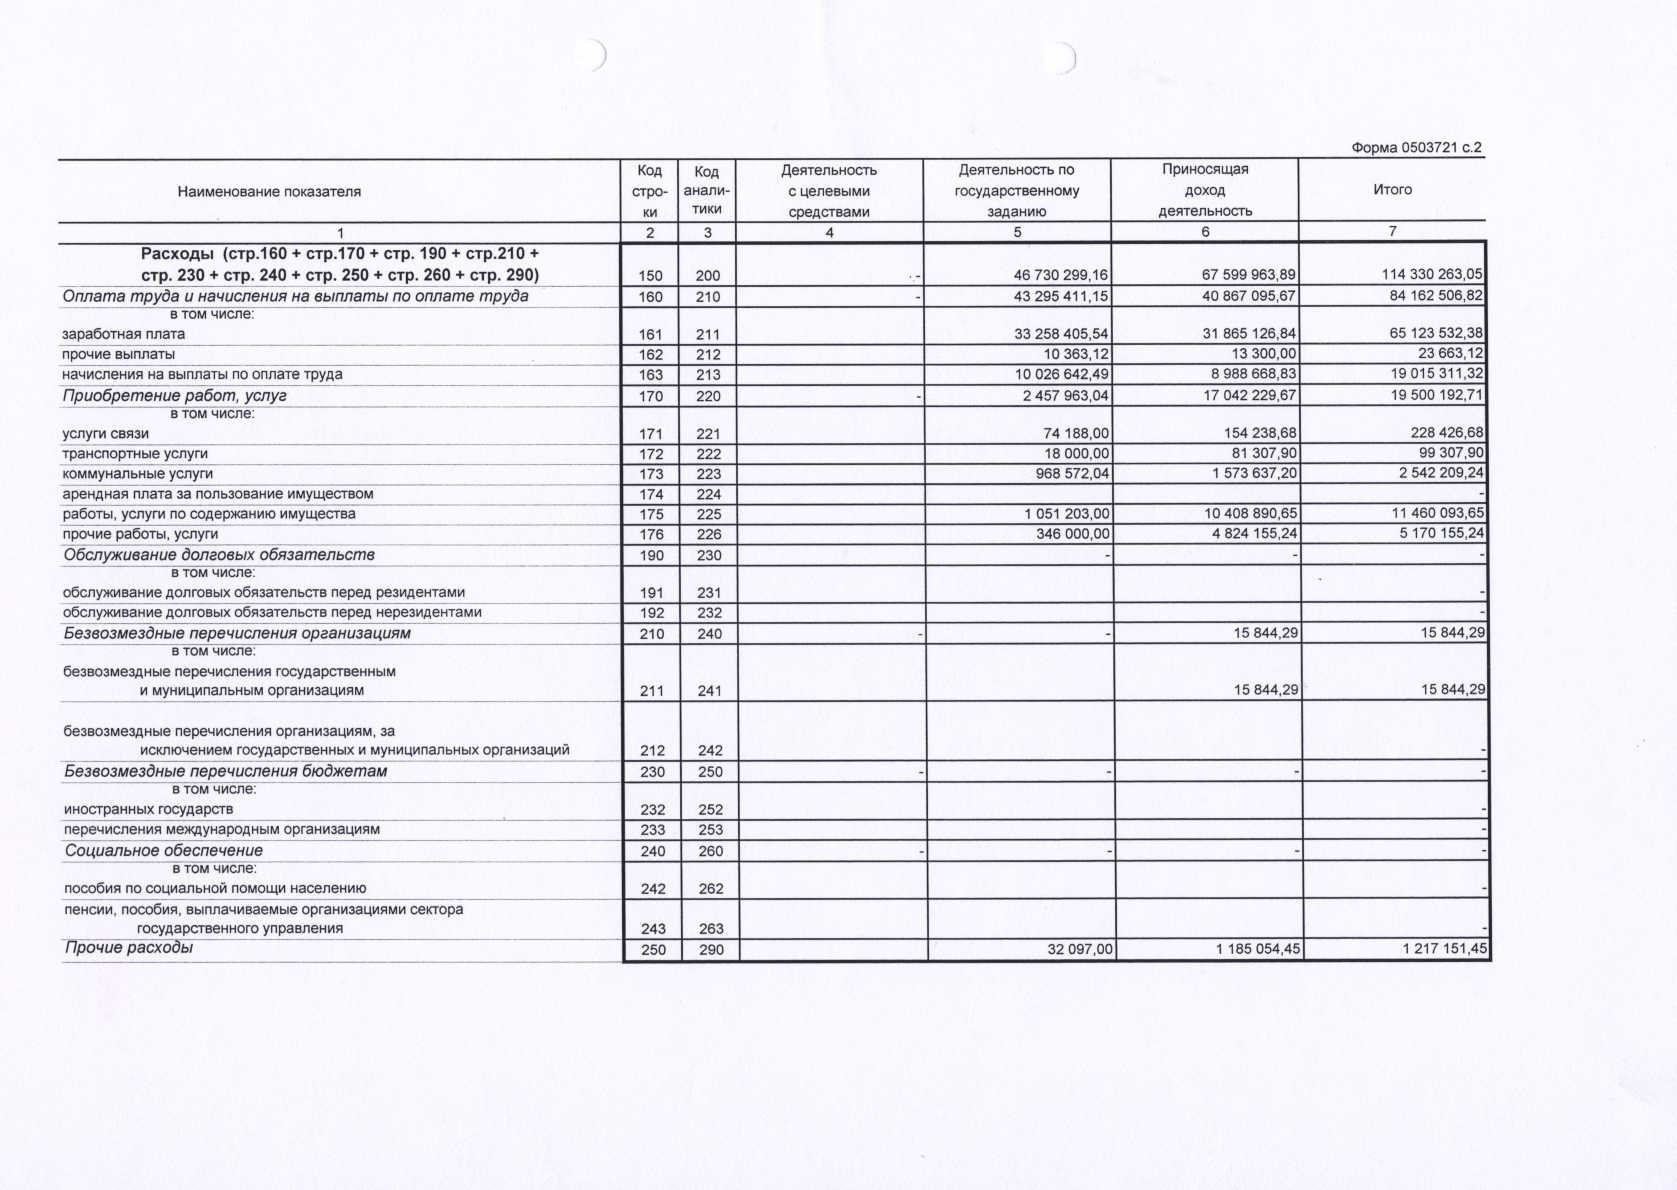 Форма 0503721 с.2
Наименование показателя
Код
стро-
ки
Код
анали-
тики
Деятельность
с целевыми
средствами
Деятельность по
государственному
заданию
Приносящая
доход
деятельность
Итого
1 2 3 4 5 6 7
Расходы (стр.160 + стр.170 + стр. 190 + стр.210 +
стр. 230 + стр. 240 + стр. 250 + стр. 260 + стр. 290) 150 200 - 46 730 299,16 67 599 963,89 114 330 263,05
Оплата труда и начисления на выплаты по оплате труда 160 210 - 43 295 411,15 40 867 095,67 84 162 506,82
в том числе:
заработная плата 161 211 33 258 405,54 31 865 126,84 65 123 532,38
прочие выплаты 162 212 10 363,12 13 300,00 23 663,12
начисления на выплаты по оплате труда 163 213 10 026 642,49 8 988 668,83 19 015 311,32
Приобретение работ, услуг 170 220 - 2 457 963,04 17 042 229,67 19 500 192,71
в том числе:
услуги связи 171 221 74 188,00 154 238,68 228 426,68
транспортные услуги 172 222 18 000,00 81 307,90 99 307,90
коммунальные услуги 173 223 968 572,04 1 573 637,20 2 542 209,24
арендная плата за пользование имуществом 174 224 -
работы, услуги по содержанию имущества 175 225 1 051 203,00 10 408 890,65 11 460 093,65
прочие работы, услуги 176 226 346 000,00 4 824 155,24 5 170 155,24
Обслуживание долговых обязательств 190 230 - - -
в том числе:
обслуживание долговых обязательств перед резидентами 191 231 -
обслуживание долговых обязательств перед нерезидентами 192 232 -
Безвозмездные перечисления организациям 210 240 - - 15 844,29 15 844,29
в том числе:
безвозмездные перечисления государственным
и муниципальным организациям 211 241 15 844,29 15 844,29
безвозмездные перечисления организациям, за
исключением государственных и муниципальных организаций 212 242 -
Безвозмездные перечисления бюджетам 230 250 - - - -
в том числе:
иностранных государств 232 252 -
перечисления международным организациям 233 253 -
Социальное обеспечение 240 260 - - - -
в том числе:
пособия по социальной помощи населению 242 262 -
пенсии, пособия, выплачиваемые организациями сектора
государственного управления 243 263 -
Прочие расходы 250 290 32 097,00 1 185 054,45 1 217 151,45